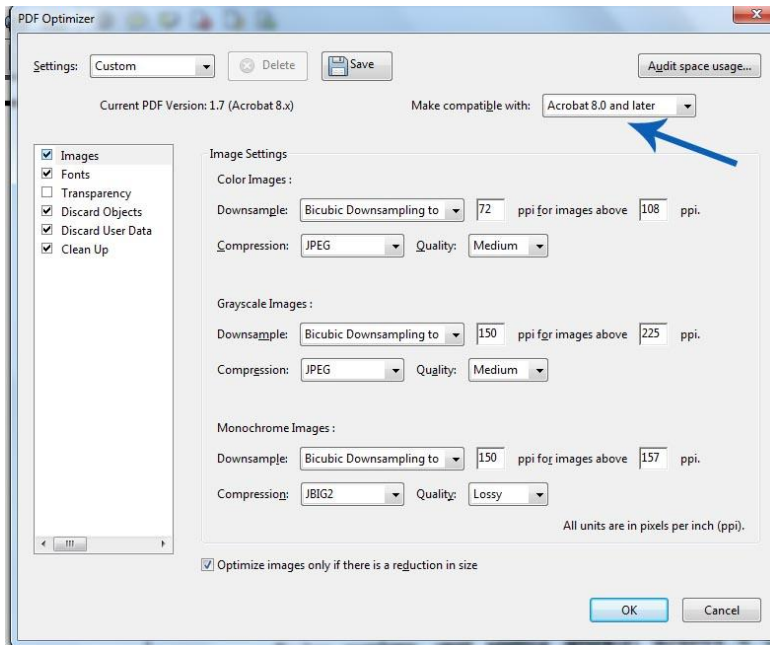 PDF Optimizer
Settings: Custom Delete Save Audit space usage...
Current PDF Version: 1.7 (Acrobat 8.x) Make compatible with: Acrobat 8.0 and later
Images
Fonts
Transparency
Discard Objects
Discard User Data
Clean Up
Image Settings
Color Images :
Downsample: Bicubic Downsampling to 72 ppi for images above 108 ppi.
Compression: JPEG Quality: Medium
Grayscale Images :
Downsample: Bicubic Downsampling to 150 ppi for images above 225 ppi.
Compression: JPEG Quality: Medium
Monochrome Images :
Downsample: Bicubic Downsampling to 150 ppi for images above 157 ppi.
Compression: JBIG2 Quality: Lossy
All units are in pixels per inch (ppi).
Optimize images only if there is a reduction in size
OK Cancel